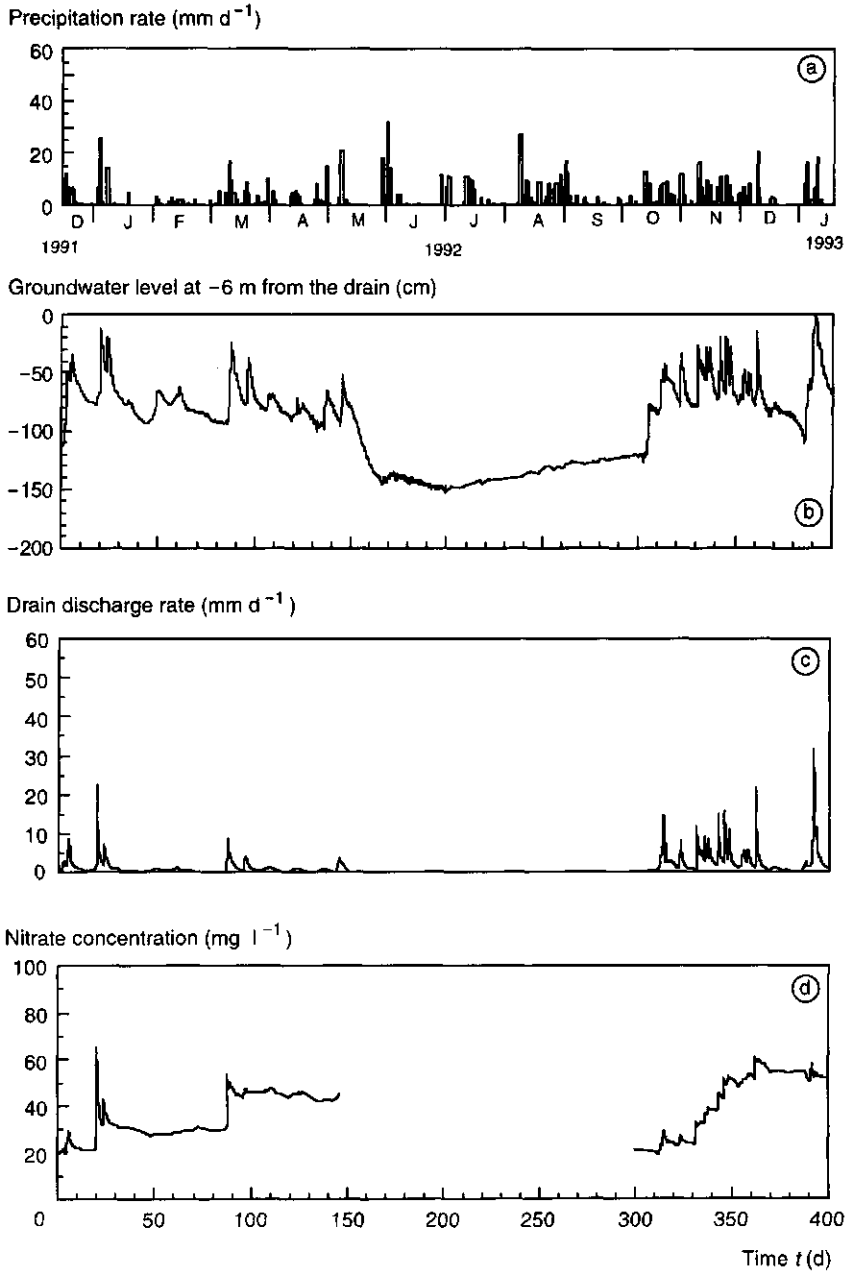 Precipitation rate (mm d⁻¹)
60
40
20
0
a
D J F M A M J J A S O N D J
1991 1992 1993
Groundwater level at −6 m from the drain (cm)
0
−50
−100
−150
−200
b
Drain discharge rate (mm d⁻¹)
60
50
40
30
20
10
0
c
Nitrate concentration (mg l⁻¹)
100
80
60
40
20
d
0 50 100 150 200 250 300 350 400
Time t (d)